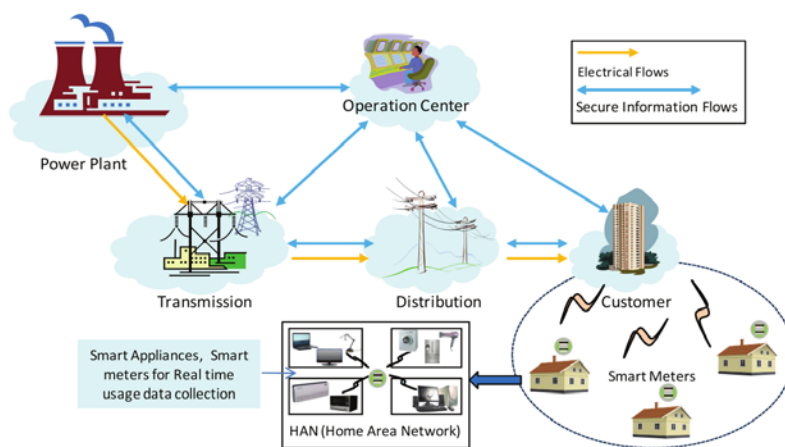 Operation Center
Electrical Flows
Secure Information Flows
Power Plant
Transmission
Distribution
Customer
Smart Appliances, Smart
meters for Real time
usage data collection
Smart Meters
HAN (Home Area Network)